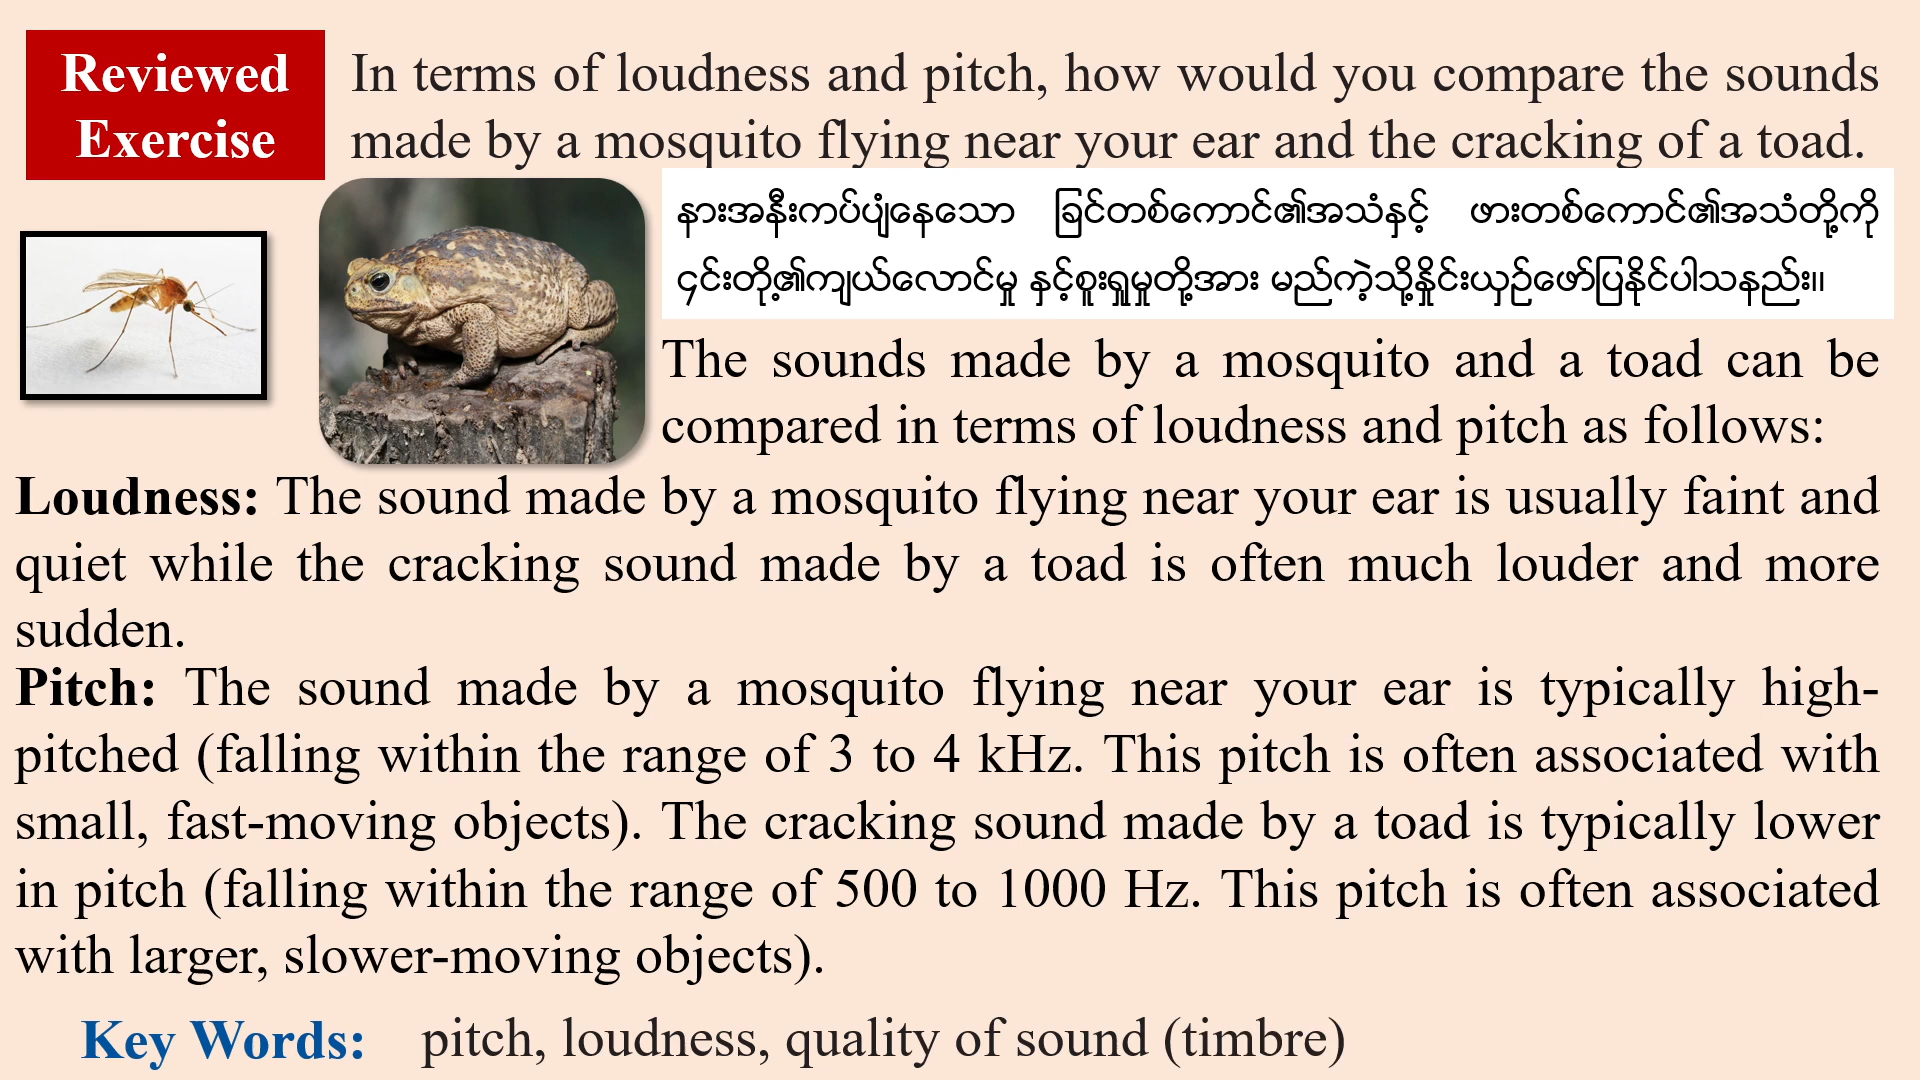 Reviewed
Exercise
In terms of loudness and pitch, how would you compare the sounds
made by a mosquito flying near your ear and the cracking of a toad.
နားအနီးကပ်ပျံနေသော ခြင်တစ်ကောင်၏အသံနှင့် ဖားတစ်ကောင်၏အသံတို့ကို
၎င်းတို့၏ကျယ်လောင်မှု နှင့်စူးရှမှုတို့အား မည်ကဲ့သို့နှိုင်းယှဉ်ဖော်ပြနိုင်ပါသနည်း။
The sounds made by a mosquito and a toad can be
compared in terms of loudness and pitch as follows:
Loudness: The sound made by a mosquito flying near your ear is usually faint and
quiet while the cracking sound made by a toad is often much louder and more
sudden.
Pitch: The sound made by a mosquito flying near your ear is typically high-
pitched (falling within the range of 3 to 4 kHz. This pitch is often associated with
small, fast-moving objects). The cracking sound made by a toad is typically lower
in pitch (falling within the range of 500 to 1000 Hz. This pitch is often associated
with larger, slower-moving objects).
Key Words: pitch, loudness, quality of sound (timbre)